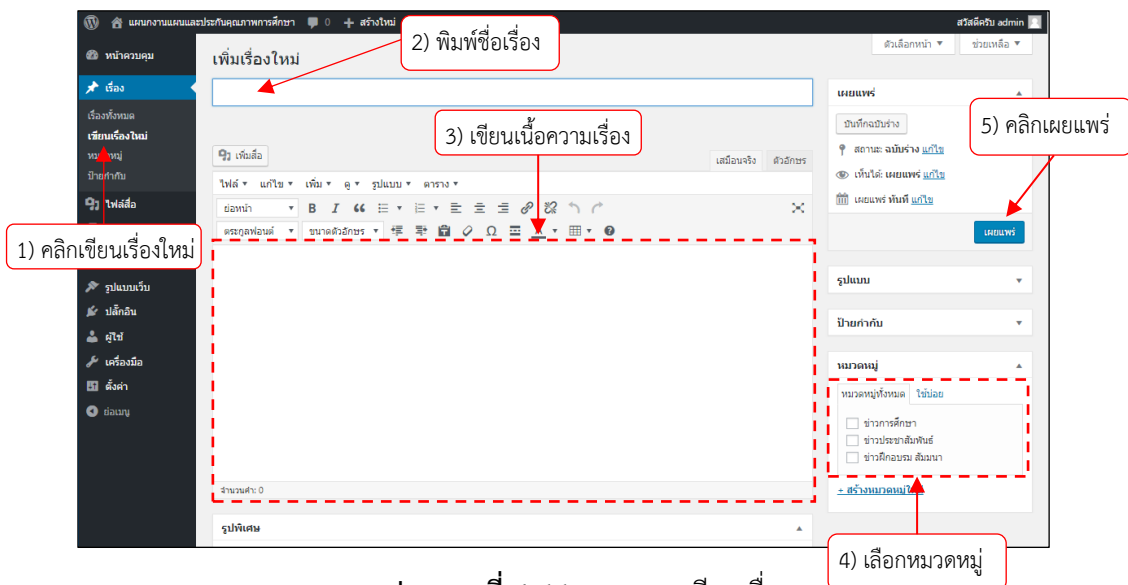 แผนกงานแผนและประกันคุณภาพการศึกษา 0 + สร้างใหม่
สวัสดีครับ admin
2) พิมพ์ชื่อเรื่อง
ตัวเลือกหน้า ช่วยเหลือ
หน้าควบคุม
เพิ่มเรื่องใหม่
เรื่อง
เรื่องทั้งหมด
เขียนเรื่องใหม่
ป้ายกำกับ
ไฟล์สื่อ
1) คลิกเขียนเรื่องใหม่
รูปแบบเว็บ
ปลั๊กอิน
ผู้ใช้
เครื่องมือ
ตั้งค่า
ย่อเมนู
3) เขียนเนื้อความเรื่อง
เพิ่มสื่อ
เสมือนจริง ตัวอักษร
ไฟล์ แก้ไข เพิ่ม ดู รูปแบบ ตาราง
ย่อหน้า B I
ตระกูลฟอนต์ ขนาดตัวอักษร
จำนวนคำ: 0
รูปพิเศษ
เผยแพร่
บันทึกฉบับร่าง
5) คลิกเผยแพร่
สถานะ: ฉบับร่าง แก้ไข
เห็นได้: เผยแพร่ แก้ไข
เผยแพร่ ทันที แก้ไข
เผยแพร่
รูปแบบ
ป้ายกำกับ
หมวดหมู่
หมวดหมู่ทั้งหมด ใช้บ่อย
ข่าวการศึกษา
ข่าวประชาสัมพันธ์
ข่าวฝึกอบรม สัมมนา
+ สร้างหมวดหมู่
4) เลือกหมวดหมู่